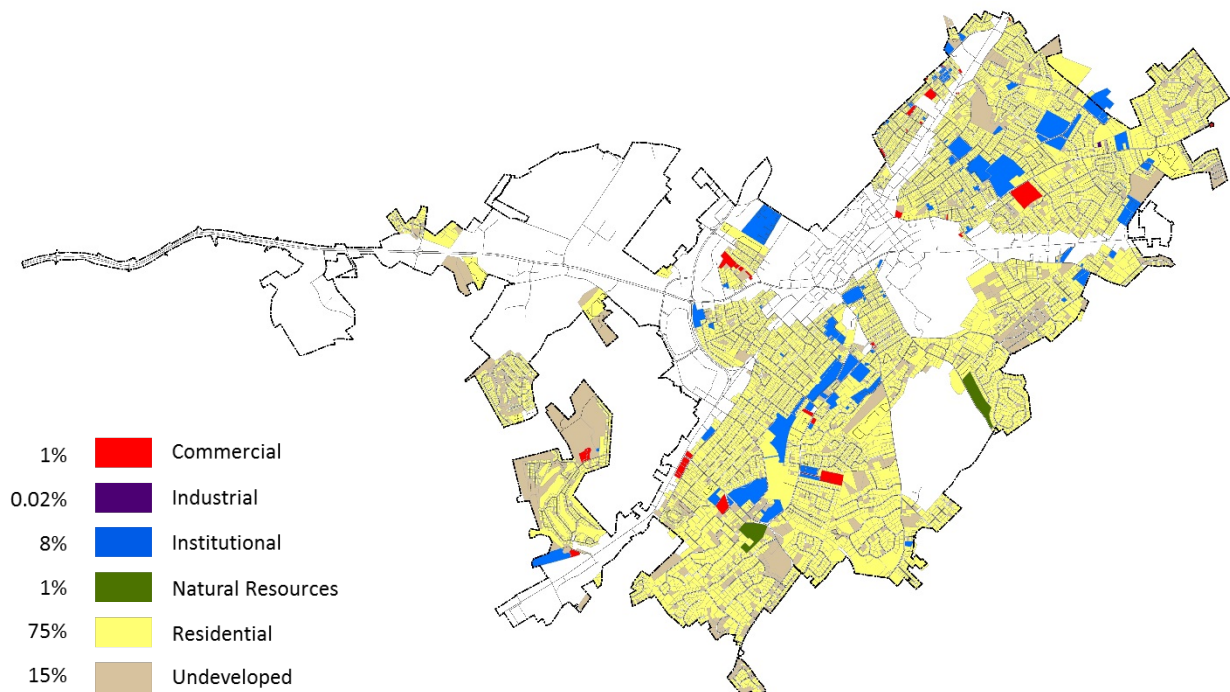 1% Commercial
0.02% Industrial
8% Institutional
1% Natural Resources
75% Residential
15% Undeveloped